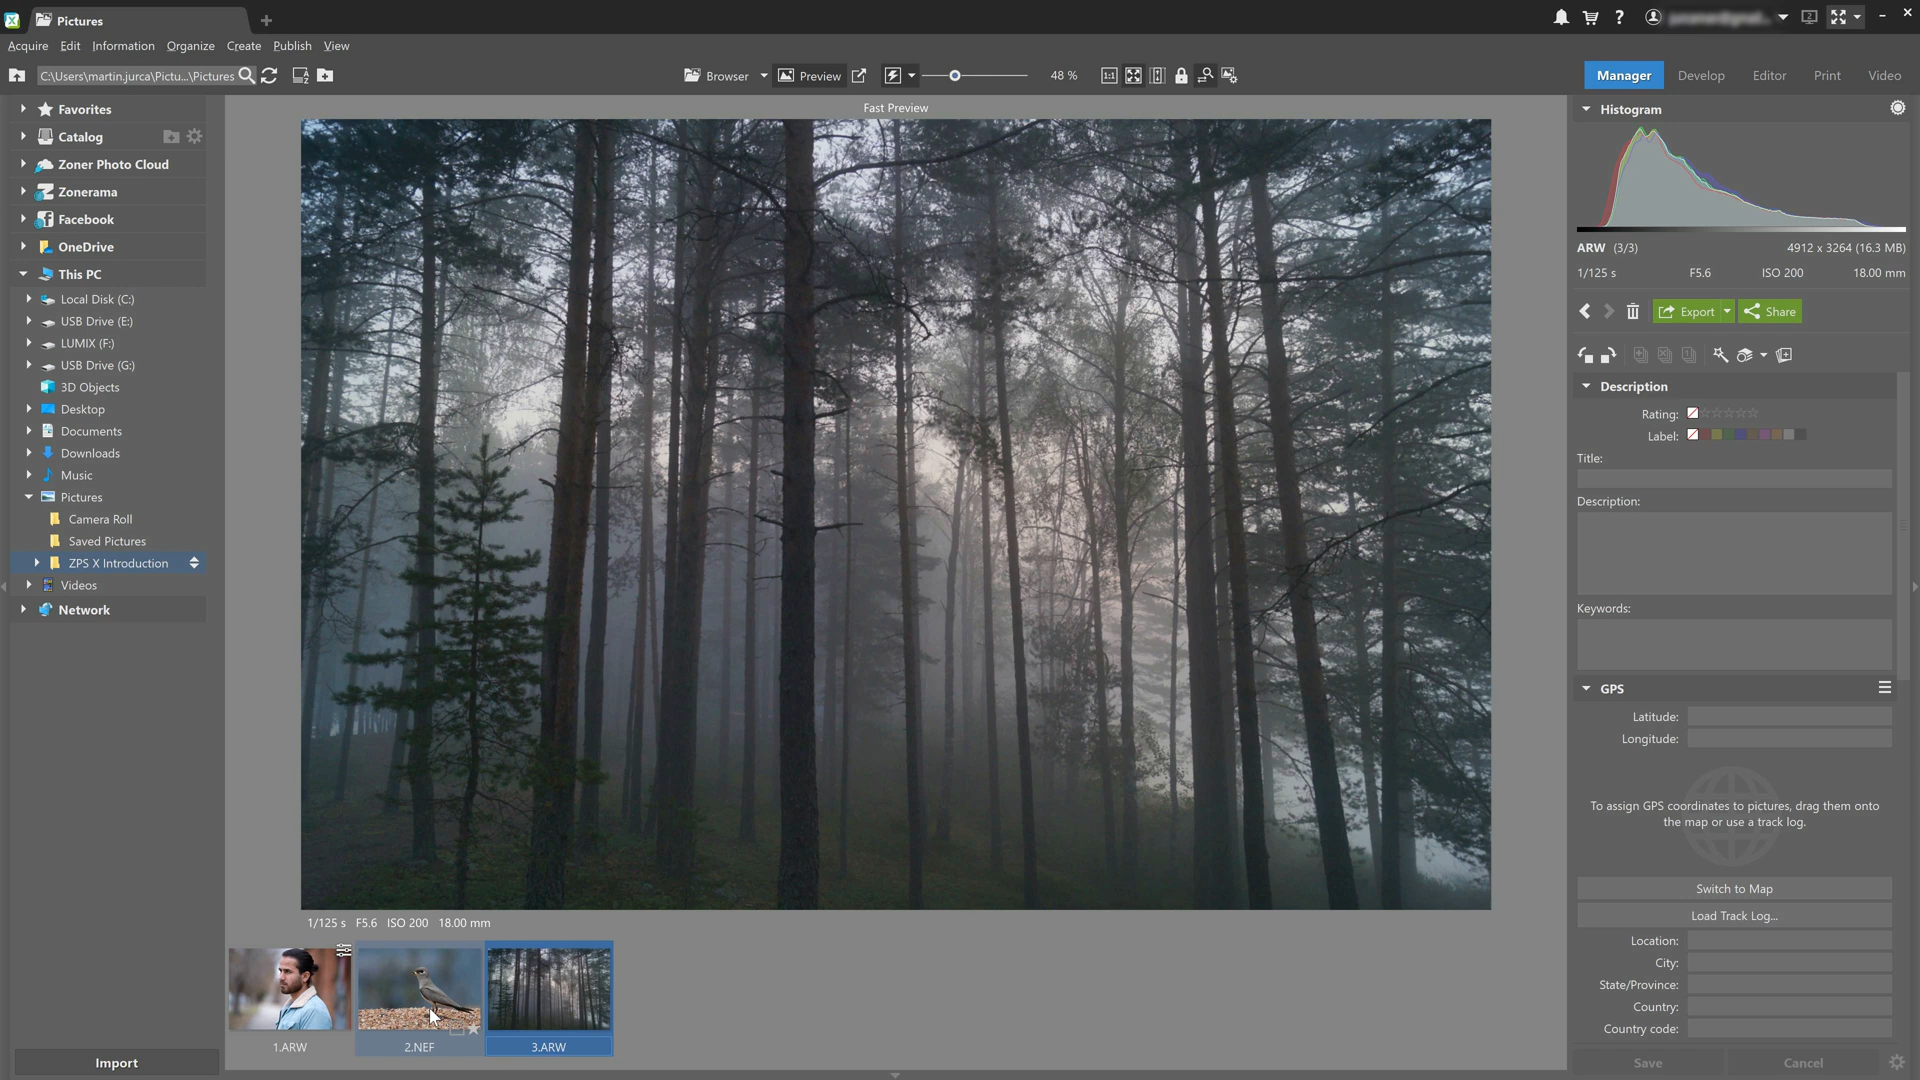 Pictures
Acquire Edit Information Organize Create Publish View
C:\Users\martin.jurca\Pictu...\Pictures
Browser Preview 48 % 1:1
Manager Develop Editor Print Video
Favorites
Catalog
Zoner Photo Cloud
Zonerama
Facebook
OneDrive
This PC
Local Disk (C:)
USB Drive (E:)
LUMIX (F:)
USB Drive (G:)
3D Objects
Desktop
Documents
Downloads
Music
Pictures
Camera Roll
Saved Pictures
ZPS X Introduction
Videos
Network
Import
Fast Preview
1/125 s F5.6 ISO 200 18.00 mm
1.ARW 2.NEF 3.ARW
Histogram
ARW (3/3) 4912 x 3264 (16.3 MB)
1/125 s F5.6 ISO 200 18.00 mm
Export Share
Description
Rating:
Label:
Title:
Description:
Keywords:
GPS
Latitude:
Longitude:
To assign GPS coordinates to pictures, drag them onto
the map or use a track log.
Switch to Map
Load Track Log...
Location:
City:
State/Province:
Country:
Country code:
Save Cancel